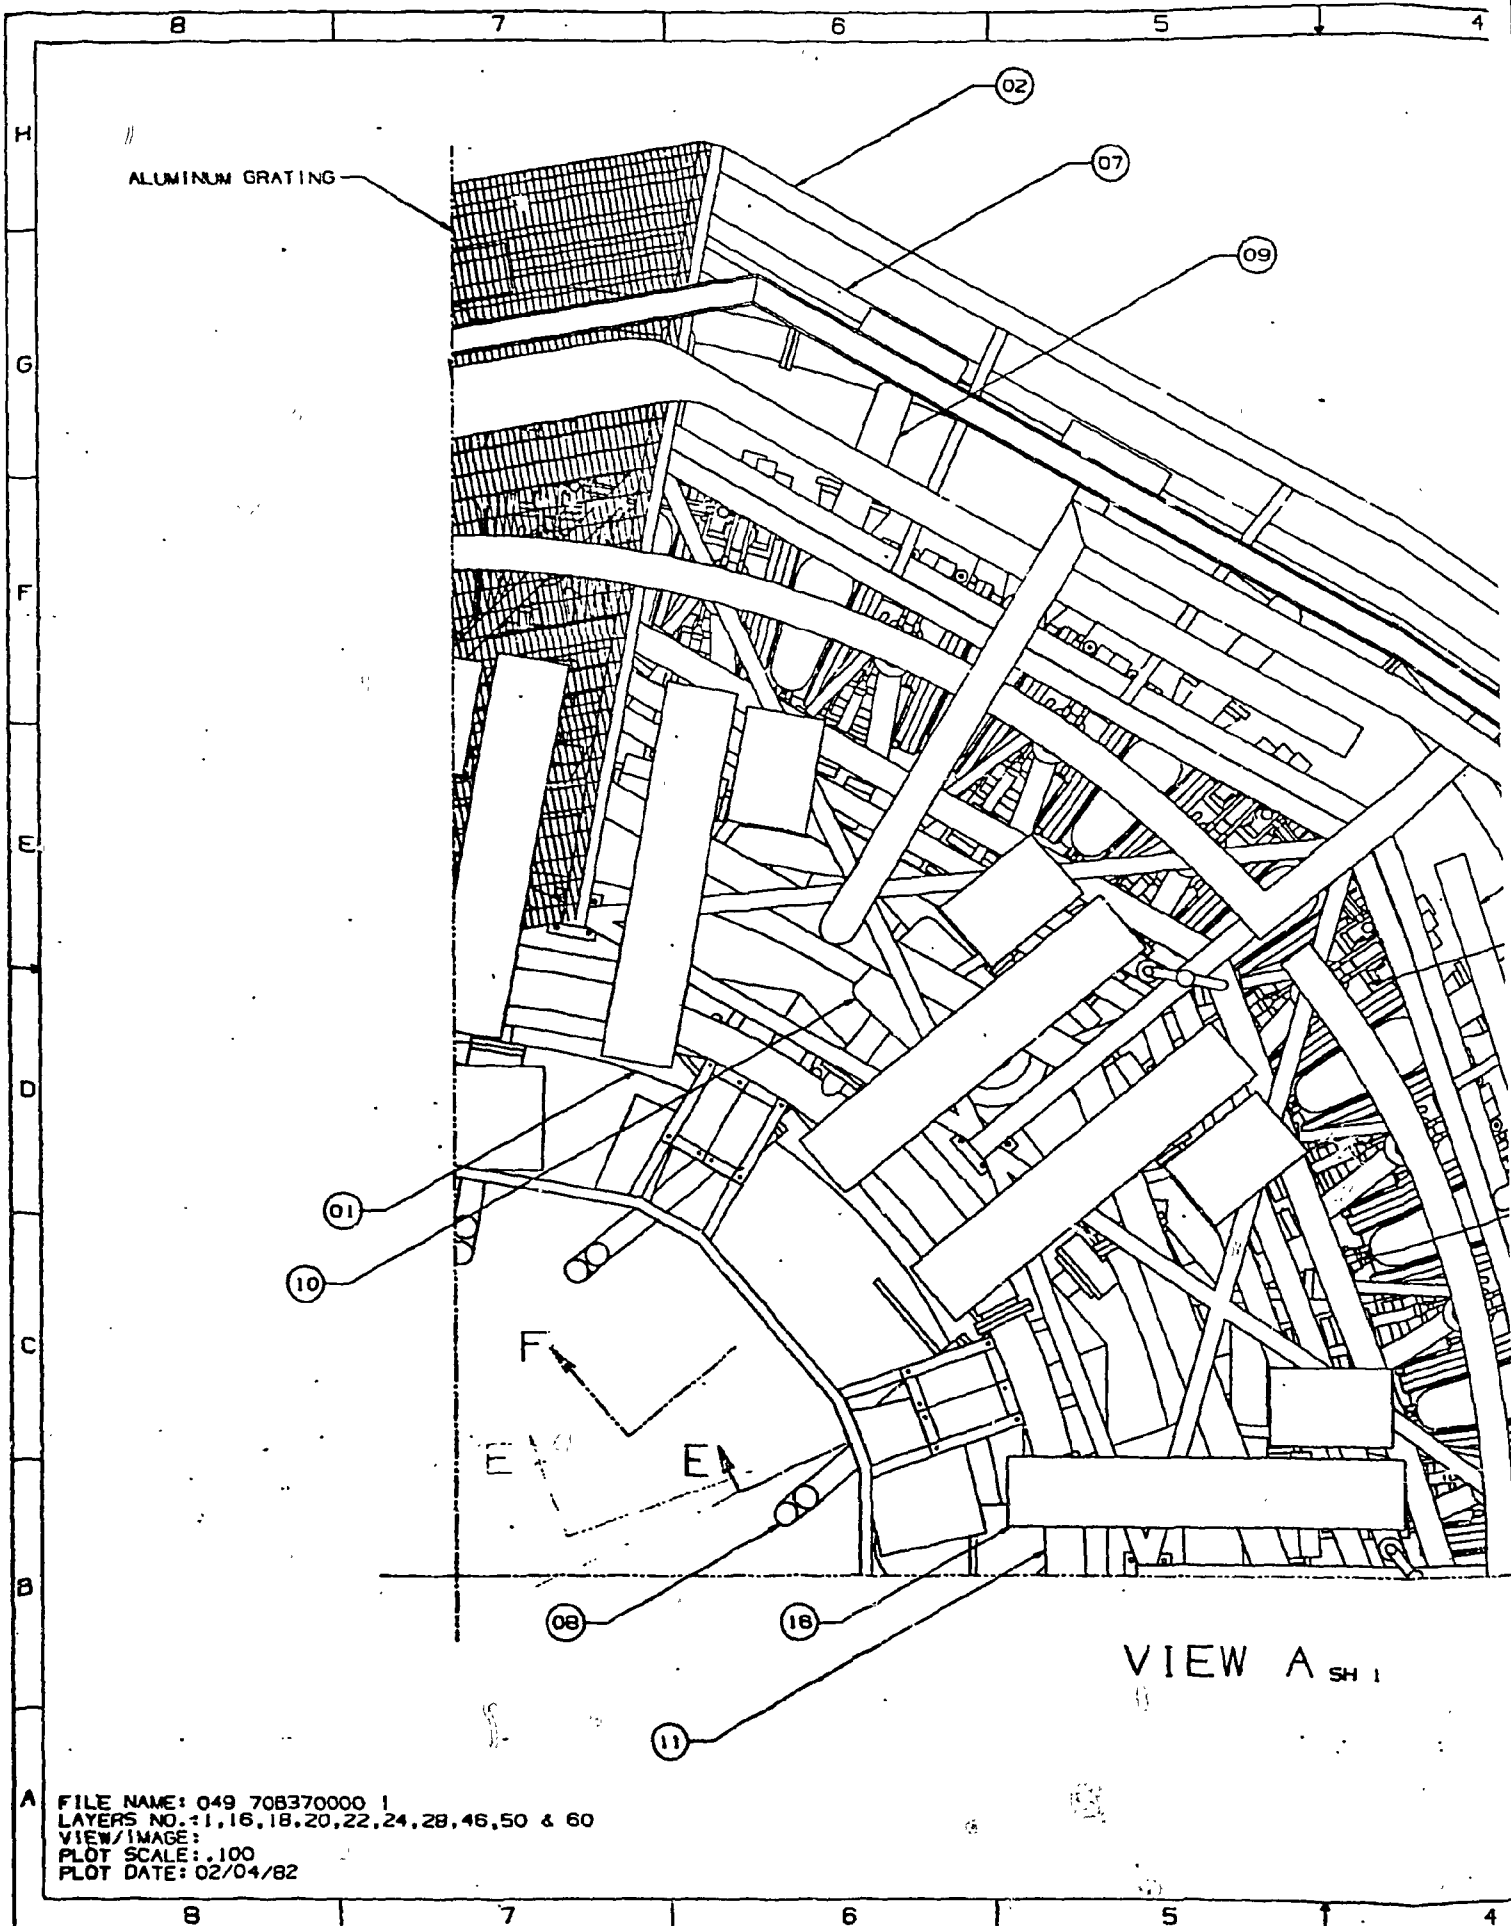 8 7 6 5 4
02
H
07
ALUMINUM GRATING
09
G
F
E
D
01
10
C
F
E E
B
08 18
VIEW A SH 1
11
A
FILE NAME: 049 708370000 1
LAYERS NO.:1,16,18,20,22,24,28,46,50 & 60
VIEW/IMAGE:
PLOT SCALE: .100
PLOT DATE: 02/04/82
8 7 6 5 4